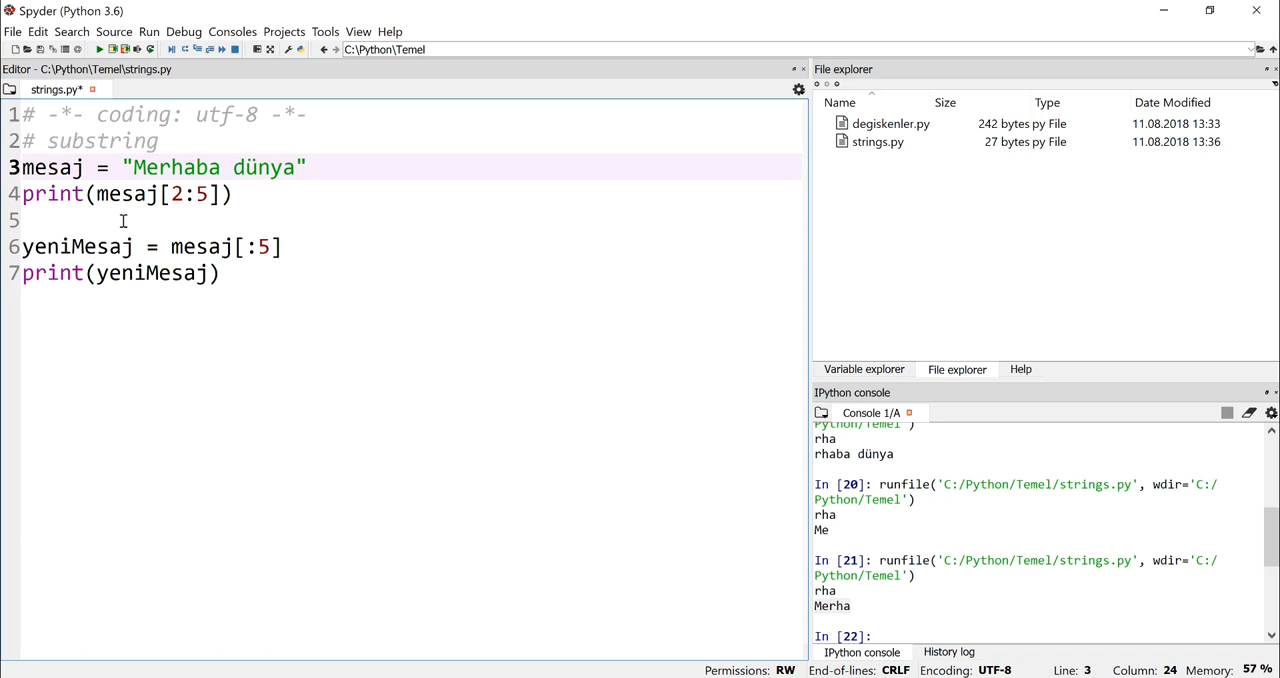 Spyder (Python 3.6)
File Edit Search Source Run Debug Consoles Projects Tools View Help
C:\Python\Temel
Editor - C:\Python\Temel\strings.py
strings.py*
1# -*- coding: utf-8 -*-
2# substring
3mesaj = "Merhaba dünya"
4print(mesaj[2:5])
5
6yeniMesaj = mesaj[:5]
7print(yeniMesaj)
File explorer
Name Size Type Date Modified
degiskenler.py 242 bytes py File 11.08.2018 13:33
strings.py 27 bytes py File 11.08.2018 13:36
Variable explorer File explorer Help
IPython console
Console 1/A
Python/Temel')
rha
rhaba dünya
In [20]: runfile('C:/Python/Temel/strings.py', wdir='C:/
Python/Temel')
rha
Me
In [21]: runfile('C:/Python/Temel/strings.py', wdir='C:/
Python/Temel')
rha
Merha
In [22]:
IPython console History log
Permissions: RW End-of-lines: CRLF Encoding: UTF-8 Line: 3 Column: 24 Memory: 57 %